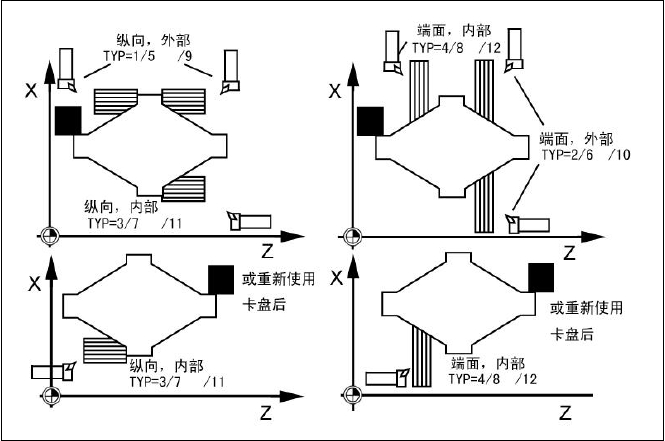 纵向，外部
TYP=1/5 /9
X
纵向，内部
TYP=3/7 /11
Z
端面，内部
TYP=4/8 /12
X
端面，外部
TYP=2/6 /10
Z
X
或重新使用
卡盘后
纵向，内部
TYP=3/7 /11
Z
X
或重新使用
卡盘后
端面，内部
TYP=4/8 /12
Z